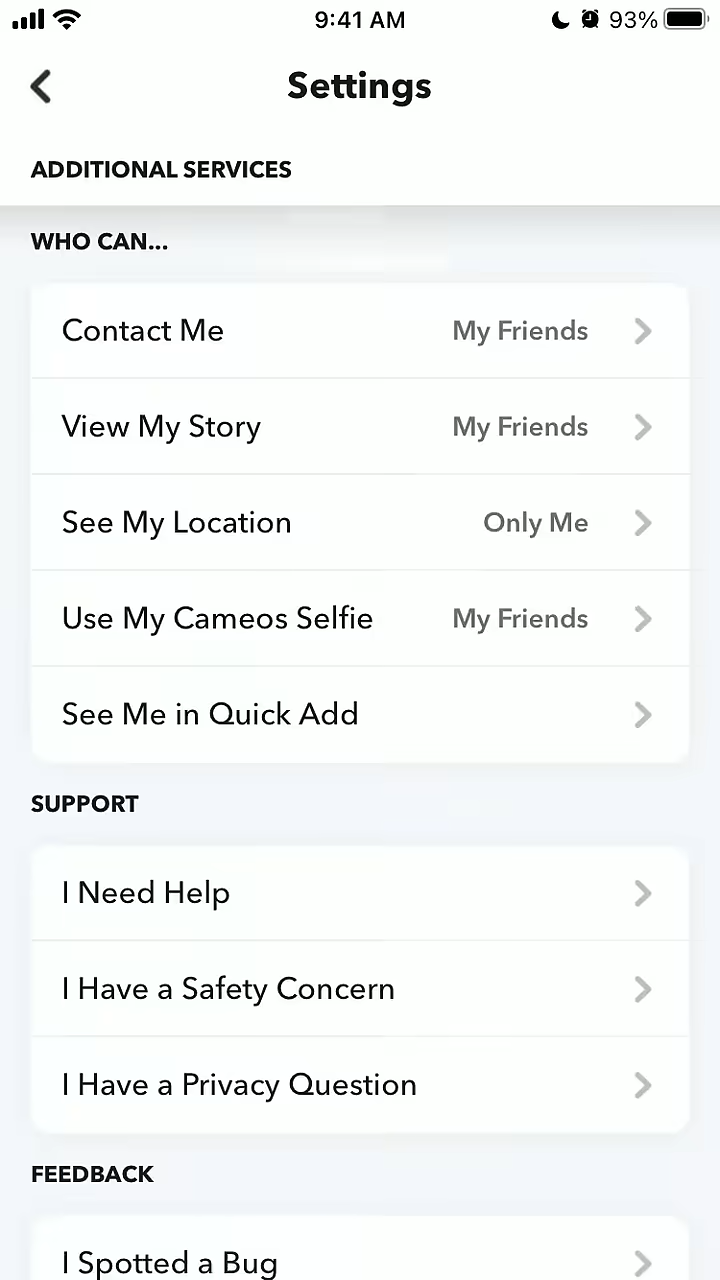 9:41 AM 93%
Settings
ADDITIONAL SERVICES
WHO CAN...
Contact Me My Friends
View My Story My Friends
See My Location Only Me
Use My Cameos Selfie My Friends
See Me in Quick Add
SUPPORT
I Need Help
I Have a Safety Concern
I Have a Privacy Question
FEEDBACK
I Spotted a Bug